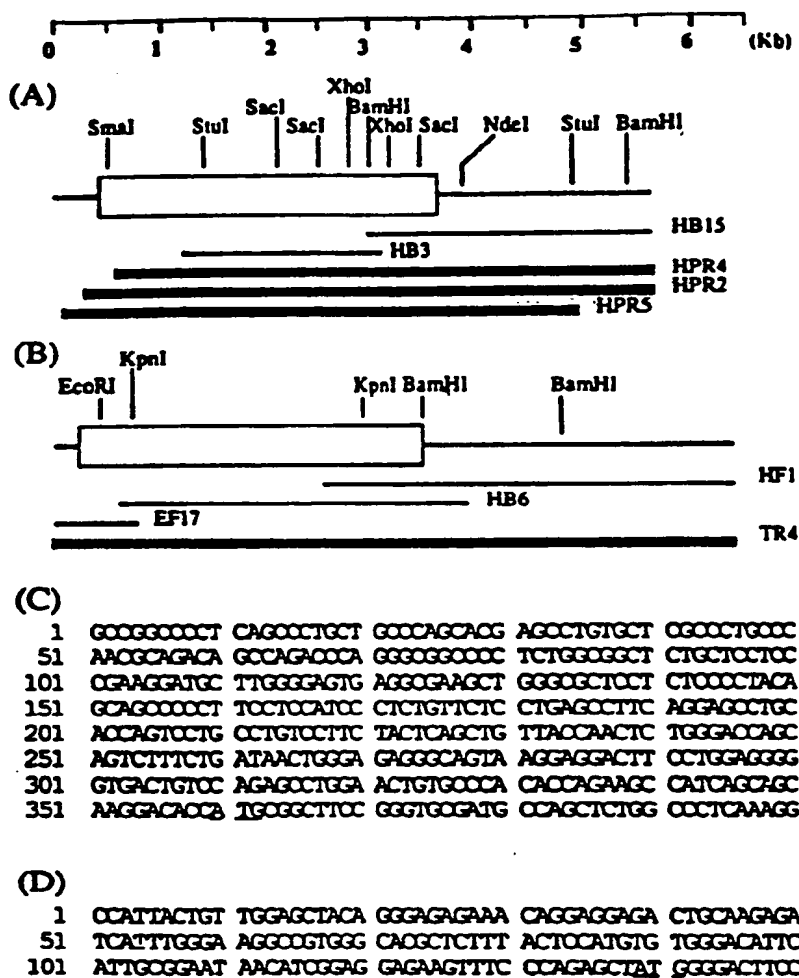 0 1 2 3 4 5 6 (Kb)
(A)
XhoI
SacI BamHI
SmaI StuI SacI XhoI SacI NdeI StuI BamHI
HB15
HB3
HPR4
HPR2
HPR5
(B)
KpnI
EcoRI KpnI BamHI BamHI
HF1
HB6
EF17
TR4
(C)
1 GCCGGCCCCT CAGCCCTGCT GCCCAGCACG AGCCTGTGCT CGCCCTGCCC
51 AACGCAGACA GCCAGACCCA GGGCGGCCCC TCTGGCGGCT CTGCTCCTCC
101 CGAAGGATGC TTGGGGAGTG AGGCGAAGCT GGGCGCTCCT CTCCCCTACA
151 GCAGCCCCCT TCCTCCATCC CTCTGTTCTC CTGAGCCTTC AGGAGCCTGC
201 ACCAGTCCTG CCTGTCCTTC TACTCAGCTG TTACCAACTC TGGGACCAGC
251 AGTCTTTCTG ATAACTGGGA GAGGGCAGTA AGGAGGACTT CCTGGAGGGG
301 GTGACTGTCC AGAGCCTGGA ACTGTGCCCA CACCAGAAGC CATCAGCAGC
351 AAGGACACCA TGCGGCTTCC GGGTGCGATG CCAGCTCTGG CCCTCAAAGG
(D)
1 CCATTACTGT TGGAGCTACA GGGAGAGAAA CAGGAGGAGA CTGCAAGAGA
51 TCATTTGGGA AGGCCGTGGG CACGCTCTTT ACTCCATGTG TGGGACATTC
101 ATTGCGGAAT AACATCGGAG GAGAAGTTTC CCAGAGCTAT GGGGACTTCC